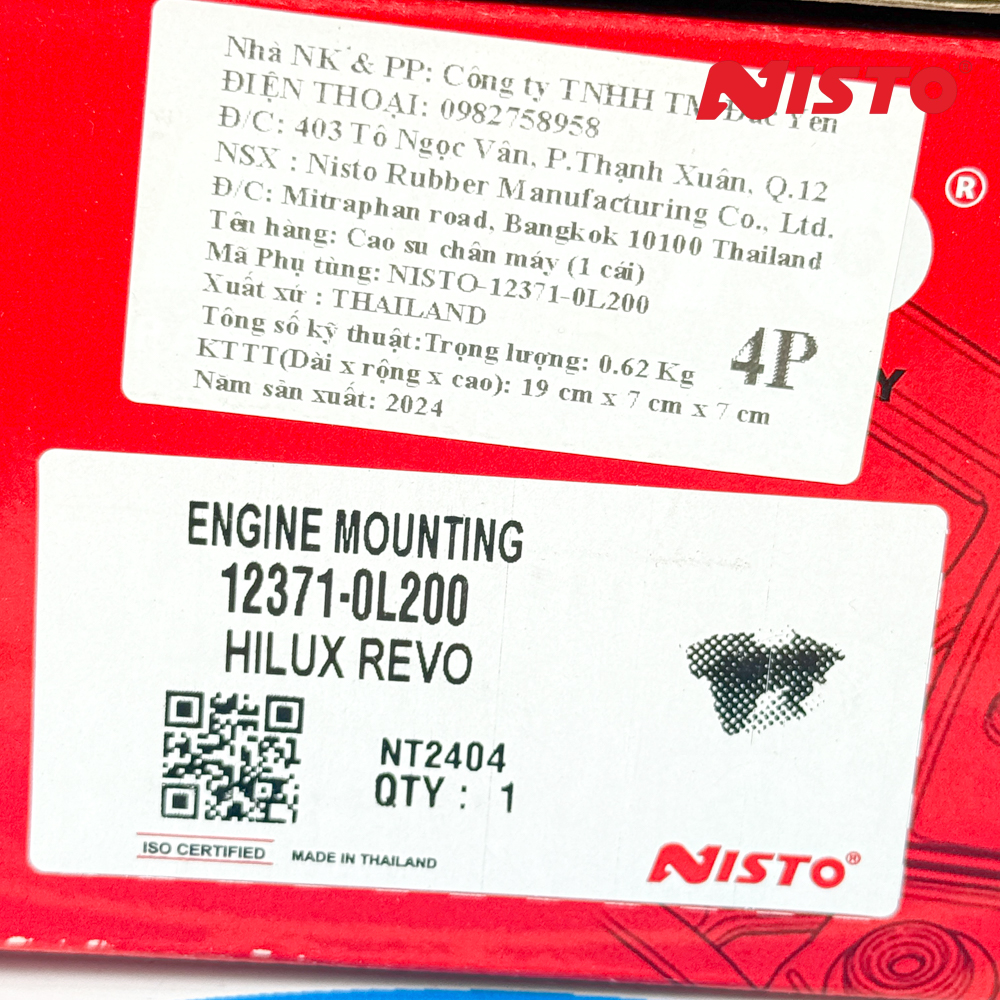 Nhà NK & PP: Công ty TNHH TM Đức Yên
NISTO
ĐIỆN THOẠI: 0982758958
Đ/C: 403 Tô Ngọc Vân, P.Thạnh Xuân, Q.12
NSX : Nisto Rubber Manufacturing Co., Ltd.
®
Đ/C: Mitraphan road, Bangkok 10100 Thailand
Tên hàng: Cao su chân máy (1 cái)
Mã Phụ tùng: NISTO-12371-0L200
Xuất xứ : THAILAND
Tông số kỹ thuật:Trọng lượng: 0.62 Kg
4P
KTTT(Dài x rộng x cao): 19 cm x 7 cm x 7 cm
Y
Năm sản xuất: 2024
ENGINE MOUNTING
12371-0L200
HILUX REVO
NT2404
QTY : 1
ISO CERTIFIED
MADE IN THAILAND
NISTO®